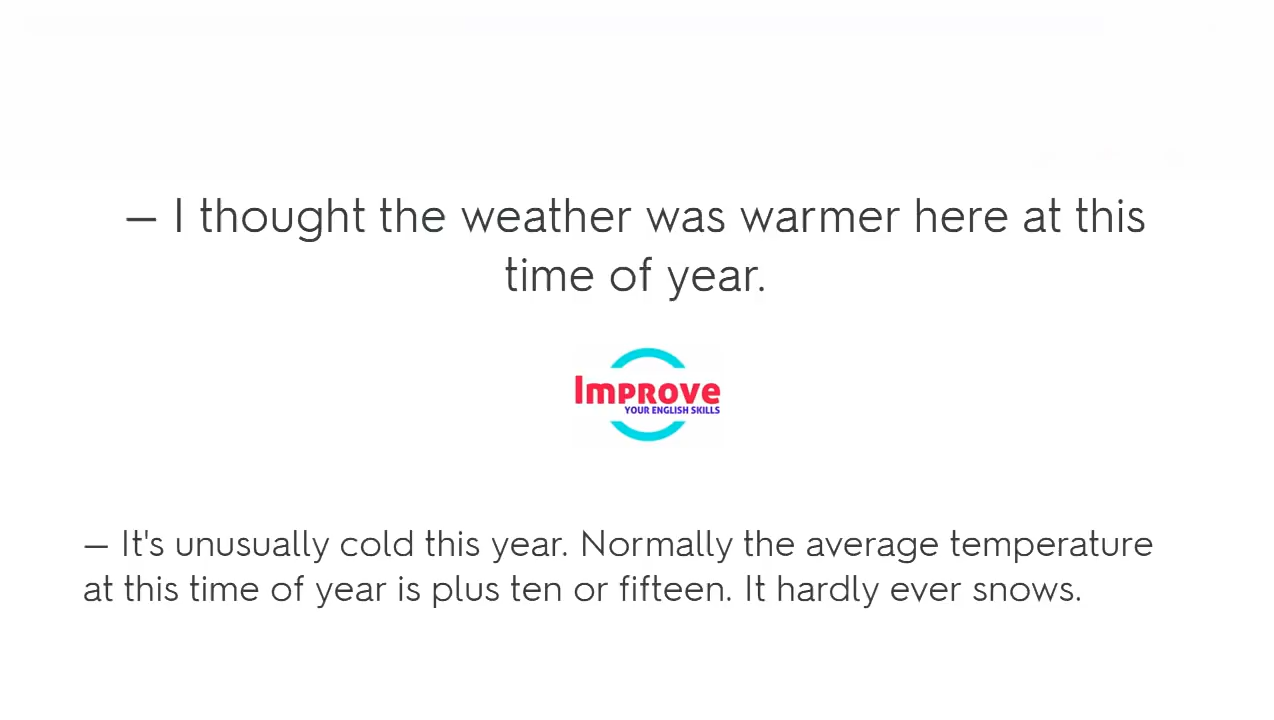 — I thought the weather was warmer here at this
time of year.
Improve
YOUR ENGLISH SKILLS
— It's unusually cold this year. Normally the average temperature
at this time of year is plus ten or fifteen. It hardly ever snows.